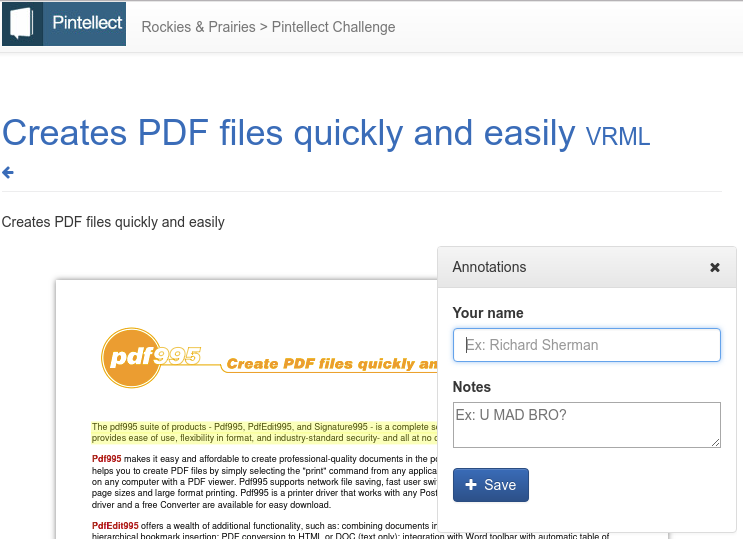 Pintellect
Rockies & Prairies > Pintellect Challenge
Creates PDF files quickly and easily VRML
Creates PDF files quickly and easily
Annotations
Your name
Ex: Richard Sherman
Notes
Ex: U MAD BRO?
Save
pdf995
Create PDF files quickly an
The pdf995 suite of products - Pdf995, PdfEdit995, and Signature995 - is a complete s
provides ease of use, flexibility in format, and industry-standard security- and all at no
Pdf995 makes it easy and affordable to create professional-quality documents in the
helps you to create PDF files by simply selecting the "print" command from any applica
on any computer with a PDF viewer. Pdf995 supports network file saving, fast user swi
page sizes and large format printing. Pdf995 is a printer driver that works with any Post
driver and a free Converter are available for easy download.
PdfEdit995 offers a wealth of additional functionality, such as: combining documents in
hierarchical bookmark insertion; PDF conversion to HTML or DOC (text only); integration with Word toolbar with automatic table of